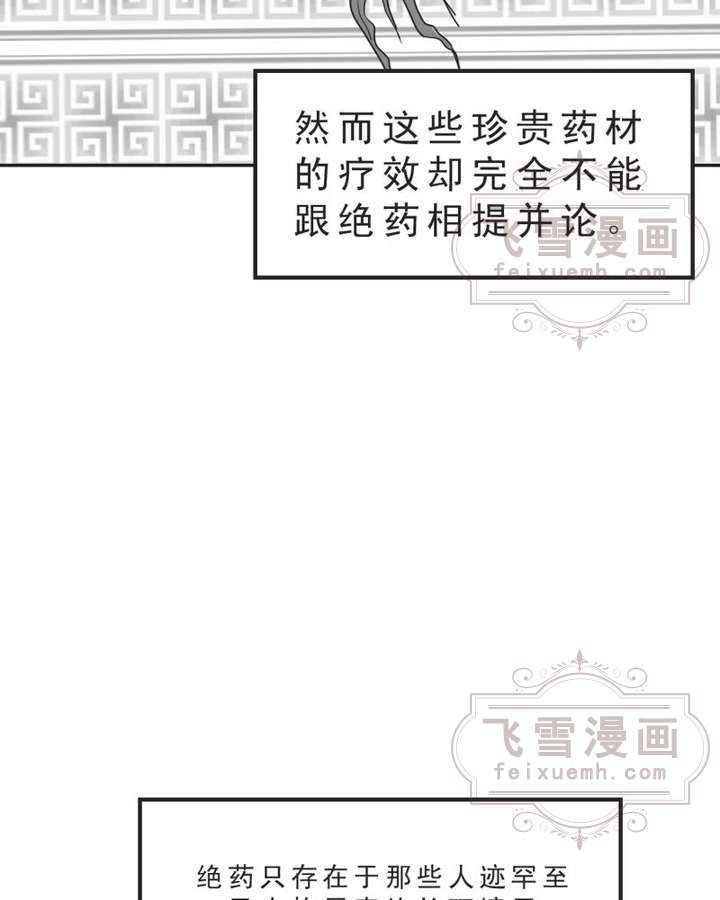 然而这些珍贵药材
的疗效却完全不能
跟绝药相提并论。
飞雪漫画
feixuemh.com
飞雪漫画
feixuemh.com
绝药只存在于那些人迹罕至